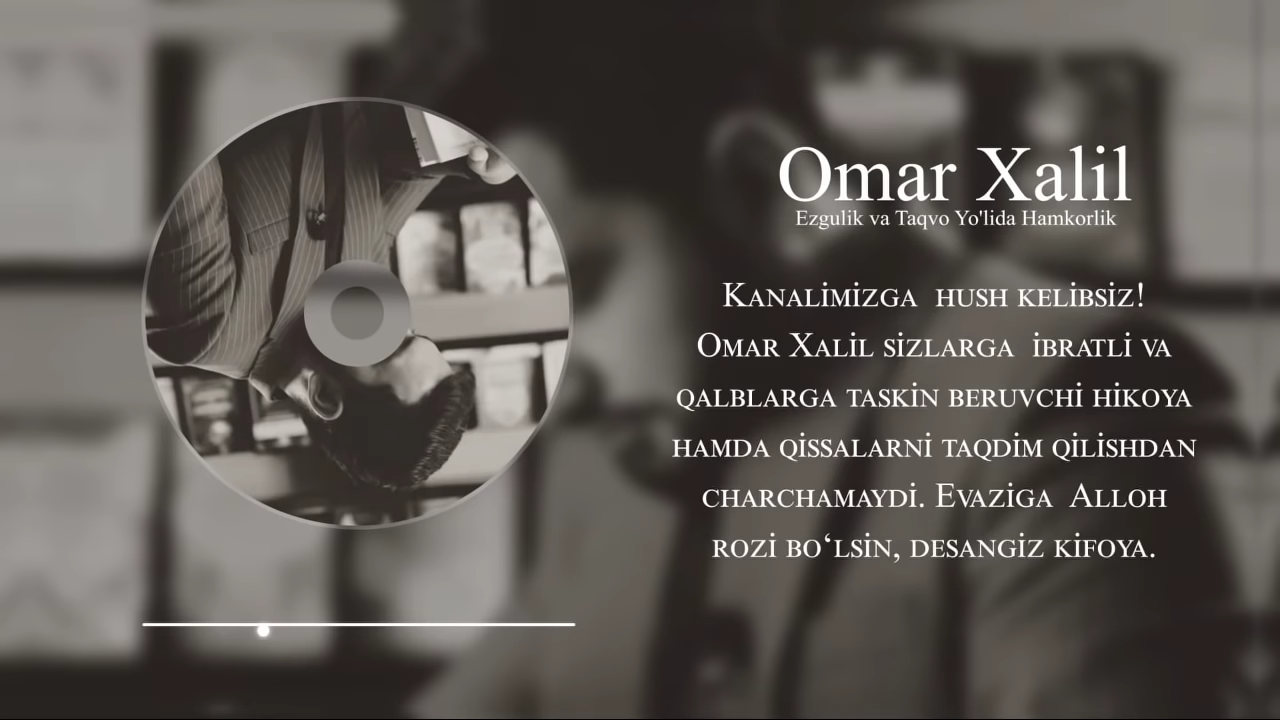 Omar Xalil
Ezgulik va Taqvo Yo'lida Hamkorlik
Kanalimizga hush kelibsiz!
Omar Xalil sizlarga ibratli va
qalblarga taskin beruvchi hikoya
hamda qissalarni taqdim qilishdan
charchamaydi. Evaziga Alloh
rozi bo‘lsin, desangiz kifoya.